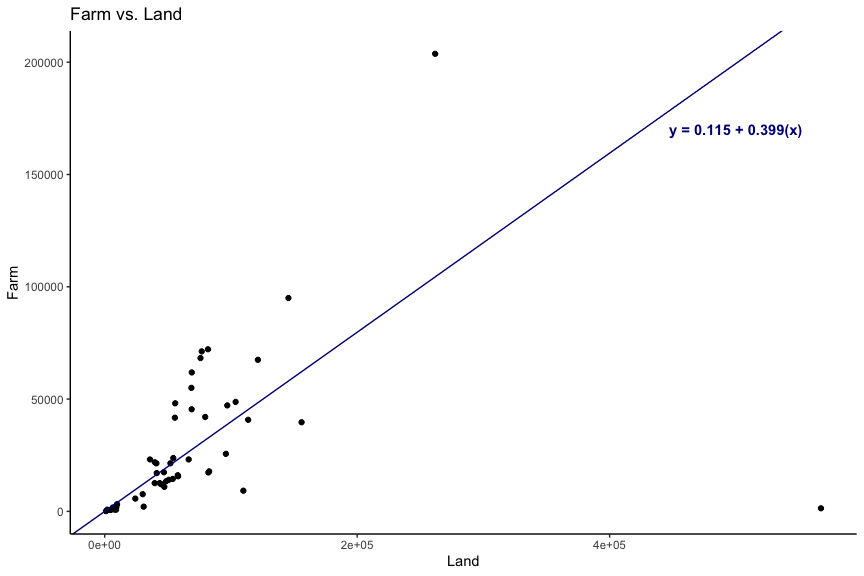 Farm vs. Land
200000
y = 0.115 + 0.399(x)
150000
100000
Farm
50000
0
0e+00 2e+05 4e+05
Land